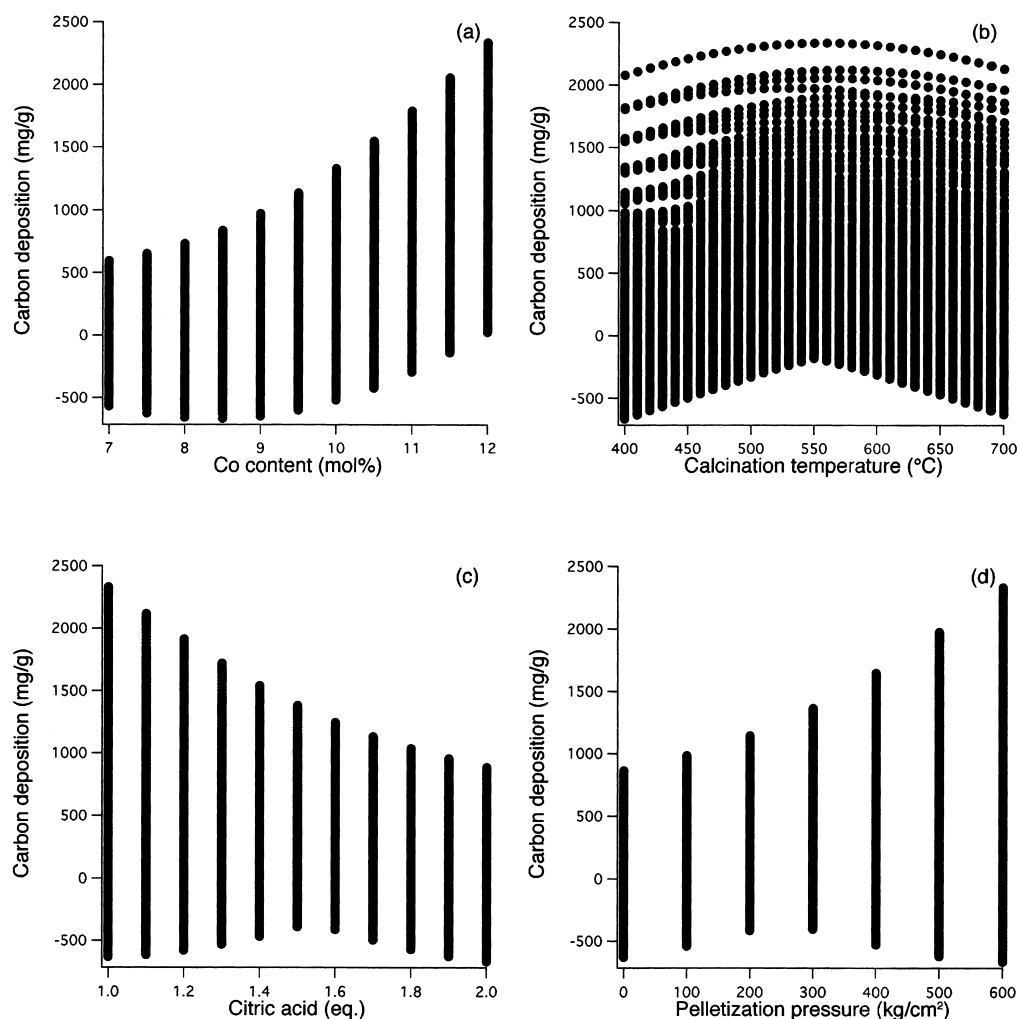 (a)
Carbon deposition (mg/g)
2500
2000
1500
1000
500
0
-500
7 8 9 10 11 12
Co content (mol%)
(b)
Carbon deposition (mg/g)
2500
2000
1500
1000
500
0
-500
400 450 500 550 600 650 700
Calcination temperature (°C)
(c)
Carbon deposition (mg/g)
2500
2000
1500
1000
500
0
-500
1.0 1.2 1.4 1.6 1.8 2.0
Citric acid (eq.)
(d)
Carbon deposition (mg/g)
2500
2000
1500
1000
500
0
-500
0 100 200 300 400 500 600
Pelletization pressure (kg/cm²)